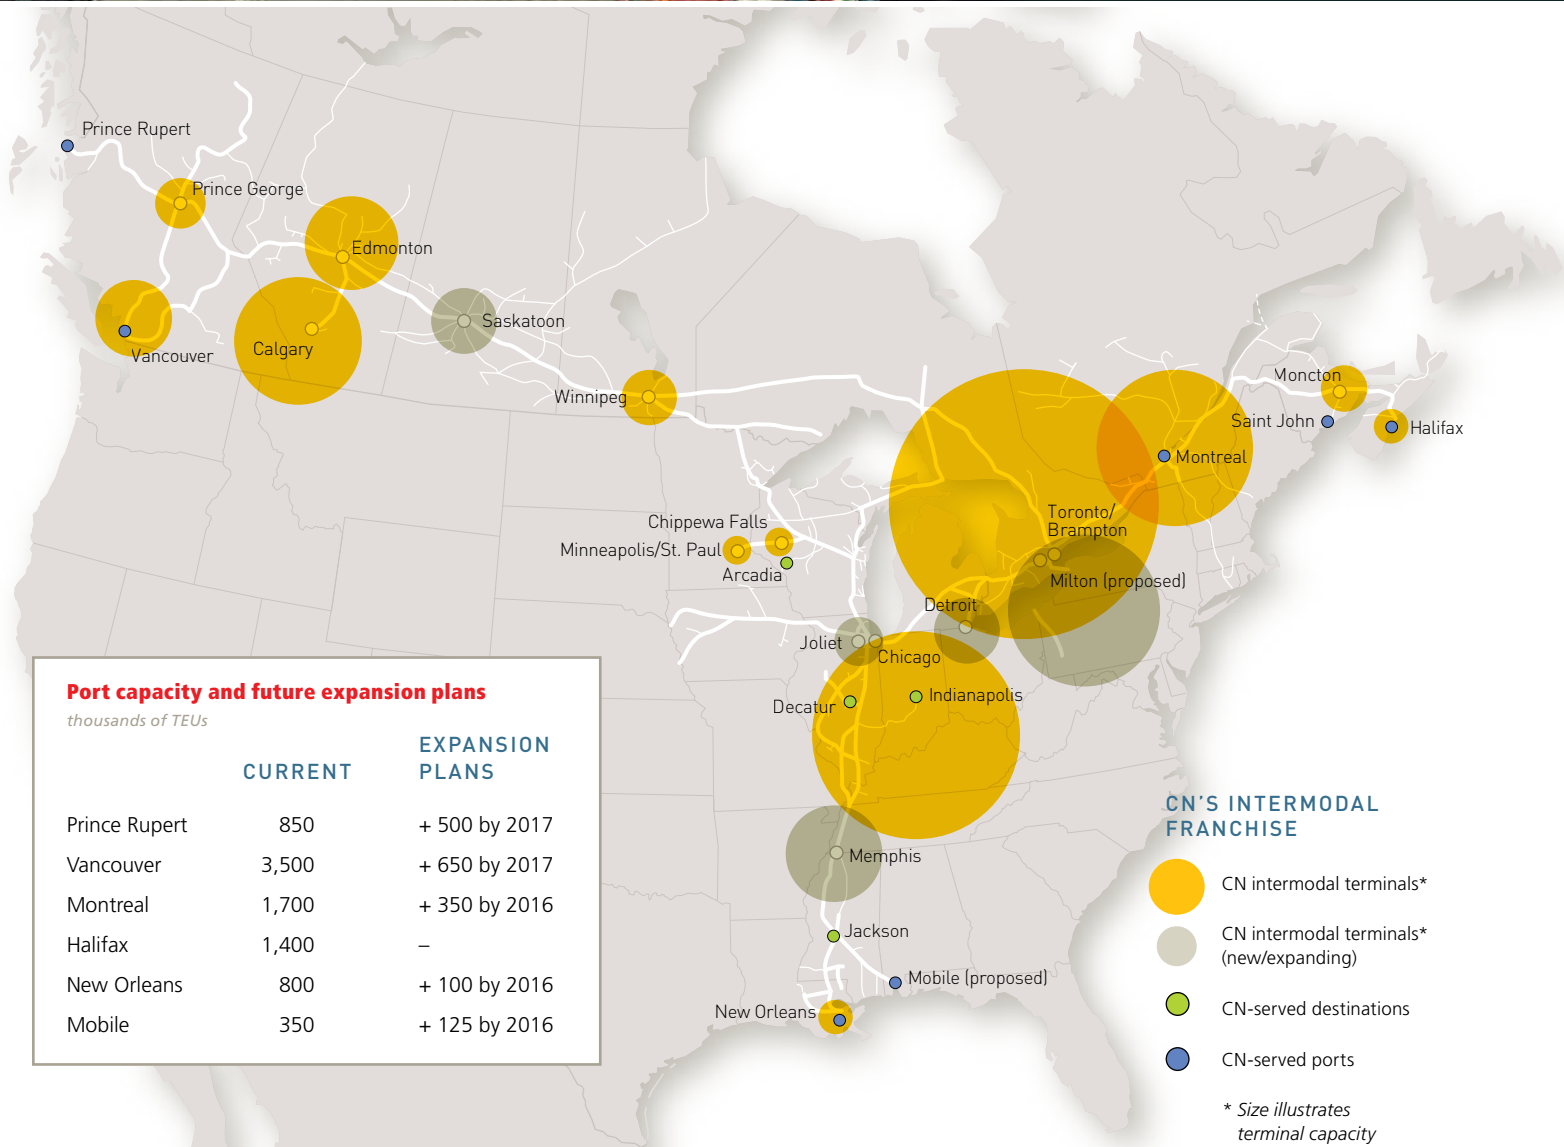 Prince Rupert
Prince George
Edmonton
Saskatoon
Vancouver
Calgary
Winnipeg
Moncton
Saint John
Halifax
Montreal
Toronto/
Brampton
Chippewa Falls
Minneapolis/St. Paul
Arcadia
Milton (proposed)
Detroit
Joliet
Chicago
Indianapolis
Decatur
Memphis
Jackson
Mobile (proposed)
New Orleans
Port capacity and future expansion plans
thousands of TEUs
EXPANSION
CURRENT PLANS
Prince Rupert 850 + 500 by 2017
Vancouver 3,500 + 650 by 2017
Montreal 1,700 + 350 by 2016
Halifax 1,400 –
New Orleans 800 + 100 by 2016
Mobile 350 + 125 by 2016
CN'S INTERMODAL
FRANCHISE
CN intermodal terminals*
CN intermodal terminals*
(new/expanding)
CN-served destinations
CN-served ports
* Size illustrates
terminal capacity